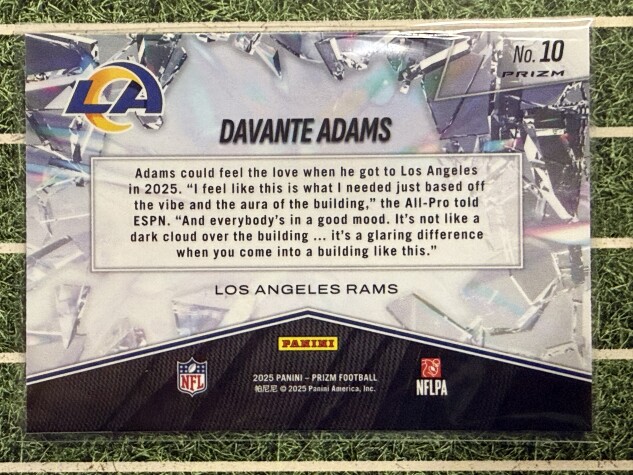 LA
No. 10
PRIZM
DAVANTE ADAMS
Adams could feel the love when he got to Los Angeles
in 2025. “I feel like this is what I needed just based off
the vibe and the aura of the building,” the All-Pro told
ESPN. “And everybody’s in a good mood. It’s not like a
dark cloud over the building ... it’s a glaring difference
when you come into a building like this.”
LOS ANGELES RAMS
PANINI
NFL
2025 PANINI – PRIZM FOOTBALL
帕尼尼 © 2025 Panini America, Inc.
NFLPA